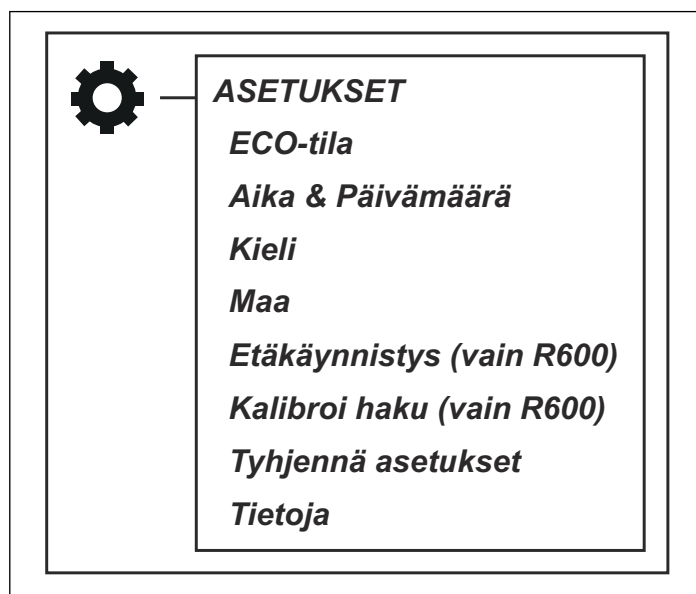 ASETUKSET
ECO-tila
Aika & Päivämäärä
Kieli
Maa
Etäkäynnistys (vain R600)
Kalibroi haku (vain R600)
Tyhjennä asetukset
Tietoja